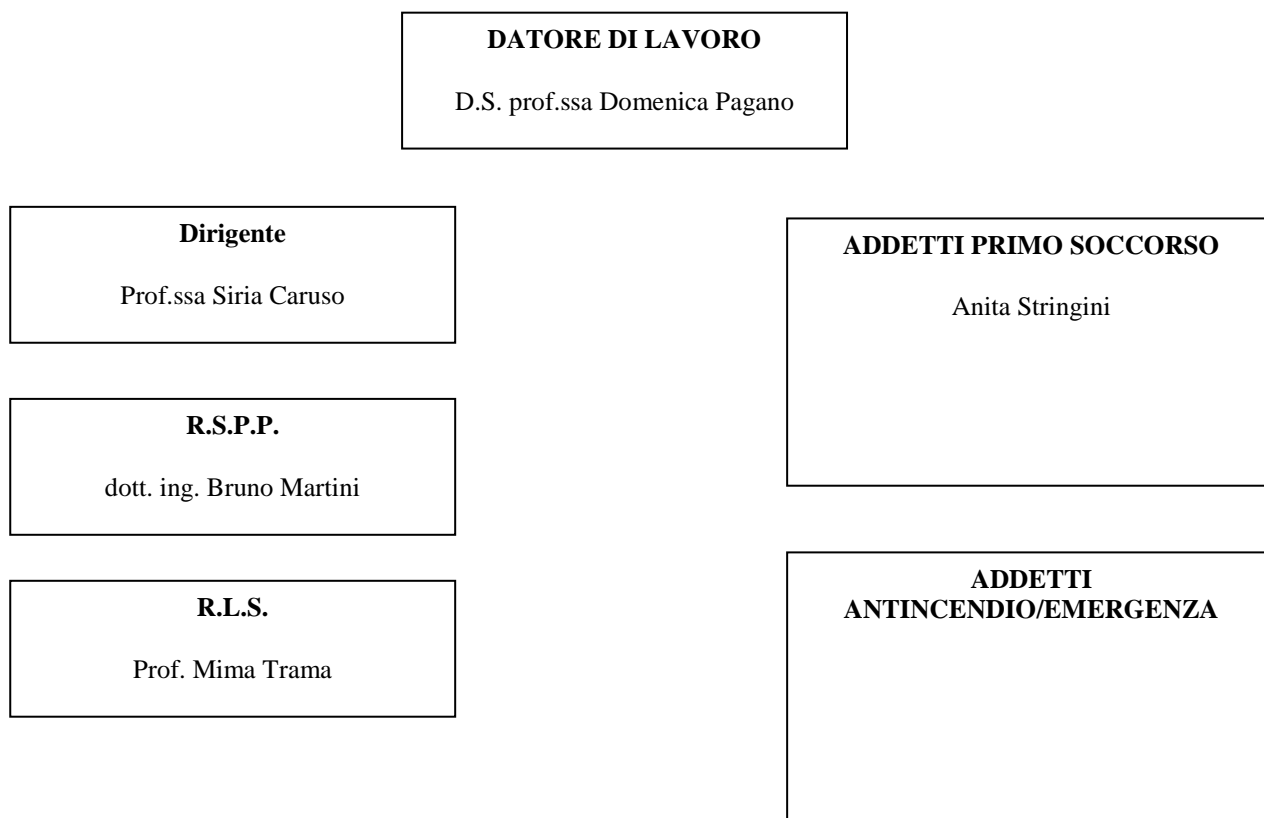 DATORE DI LAVORO
D.S. prof.ssa Domenica Pagano
Dirigente
Prof.ssa Siria Caruso
R.S.P.P.
dott. ing. Bruno Martini
R.L.S.
Prof. Mima Trama
ADDETTI PRIMO SOCCORSO
Anita Stringini
ADDETTI
ANTINCENDIO/EMERGENZA